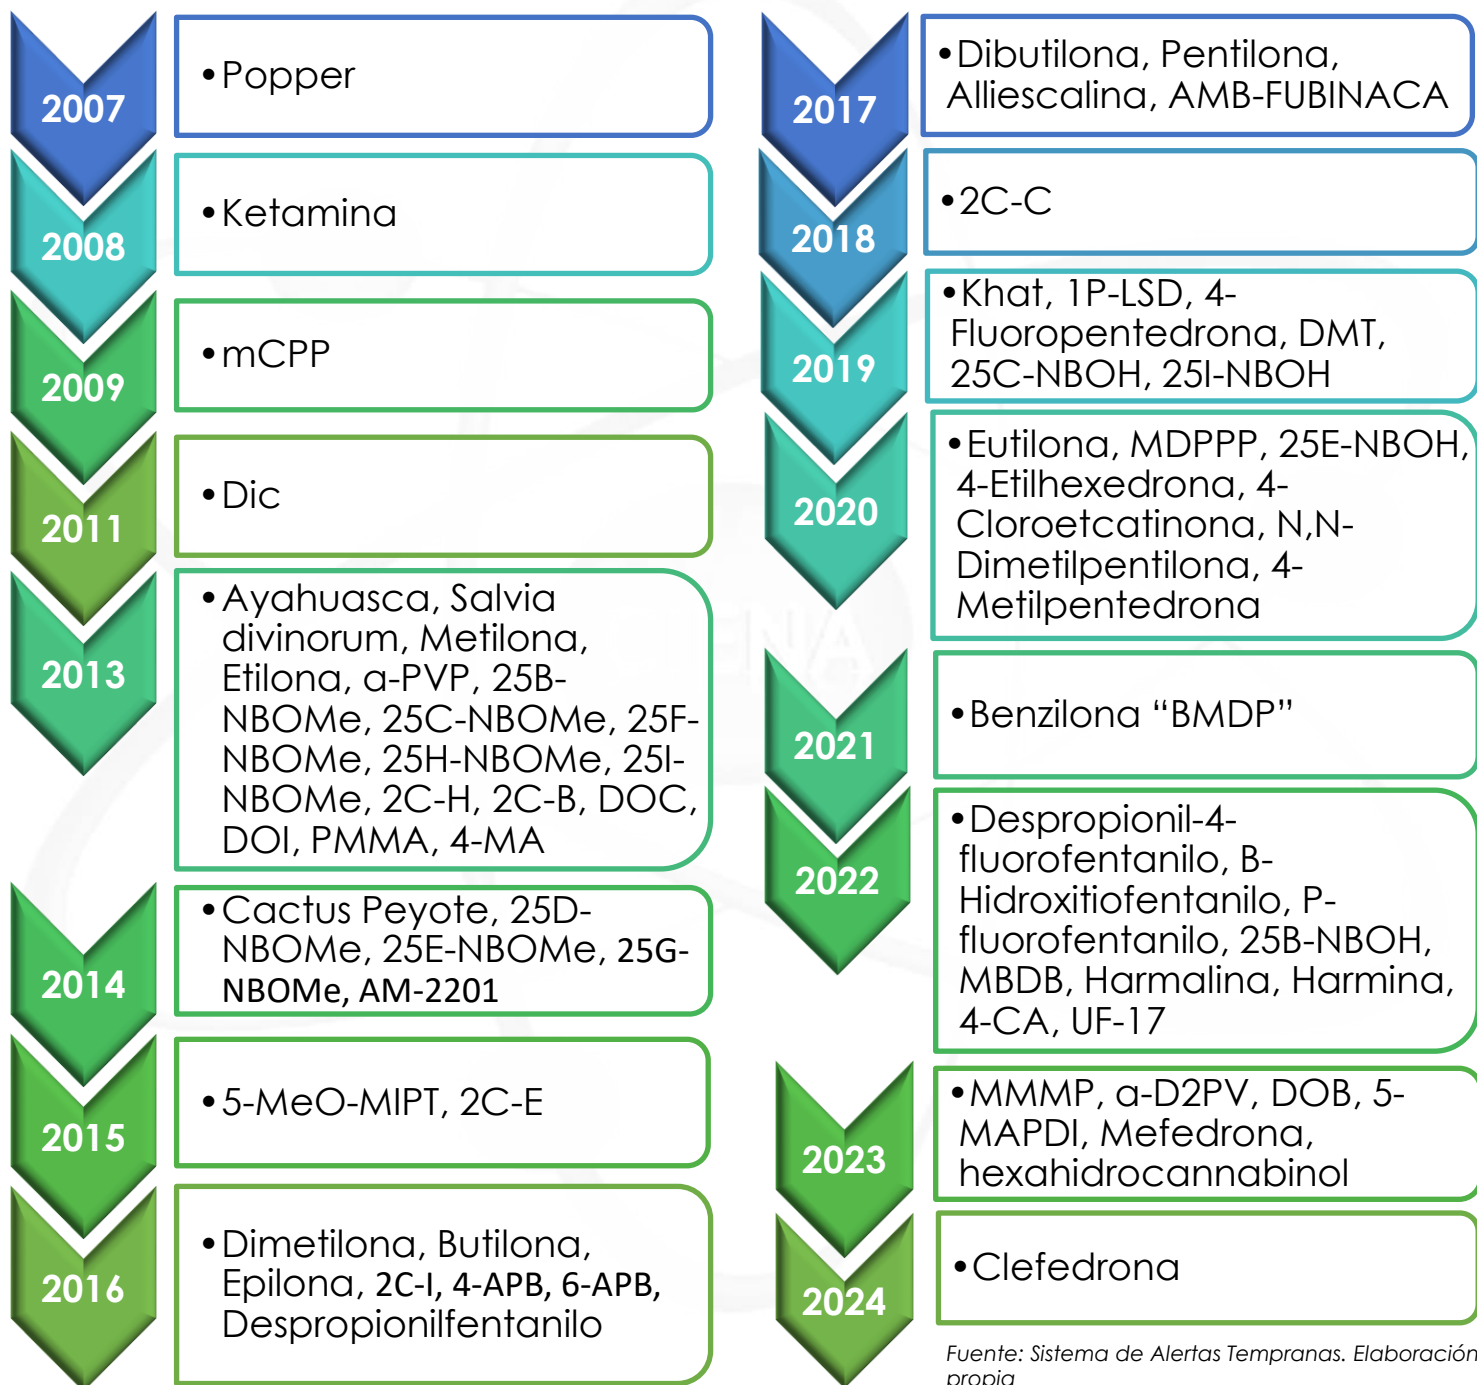 2007
•Popper
2008
•Ketamina
2009
•mCPP
2011
•Dic
2013
•Ayahuasca, Salvia
divinorum, Metilona,
Etilona, a-PVP, 25B-
NBOMe, 25C-NBOMe, 25F-
NBOMe, 25H-NBOMe, 25I-
NBOMe, 2C-H, 2C-B, DOC,
DOI, PMMA, 4-MA
2014
•Cactus Peyote, 25D-
NBOMe, 25E-NBOMe, 25G-
NBOMe, AM-2201
2015
•5-MeO-MIPT, 2C-E
2016
•Dimetilona, Butilona,
Epilona, 2C-I, 4-APB, 6-APB,
Despropionilfentanilo
2017
•Dibutilona, Pentilona,
Alliescalina, AMB-FUBINACA
2018
•2C-C
2019
•Khat, 1P-LSD, 4-
Fluoropentedrona, DMT,
25C-NBOH, 25I-NBOH
2020
•Eutilona, MDPPP, 25E-NBOH,
4-Etilhexedrona, 4-
Cloroetcatinona, N,N-
Dimetilpentilona, 4-
Metilpentedrona
2021
•Benzilona “BMDP”
2022
•Despropionil-4-
fluorofentanilo, B-
Hidroxitiofentanilo, P-
fluorofentanilo, 25B-NBOH,
MBDB, Harmalina, Harmina,
4-CA, UF-17
2023
•MMMP, a-D2PV, DOB, 5-
MAPDI, Mefedrona,
hexahidrocannabinol
2024
•Clefedrona
Fuente: Sistema de Alertas Tempranas. Elaboración
propia